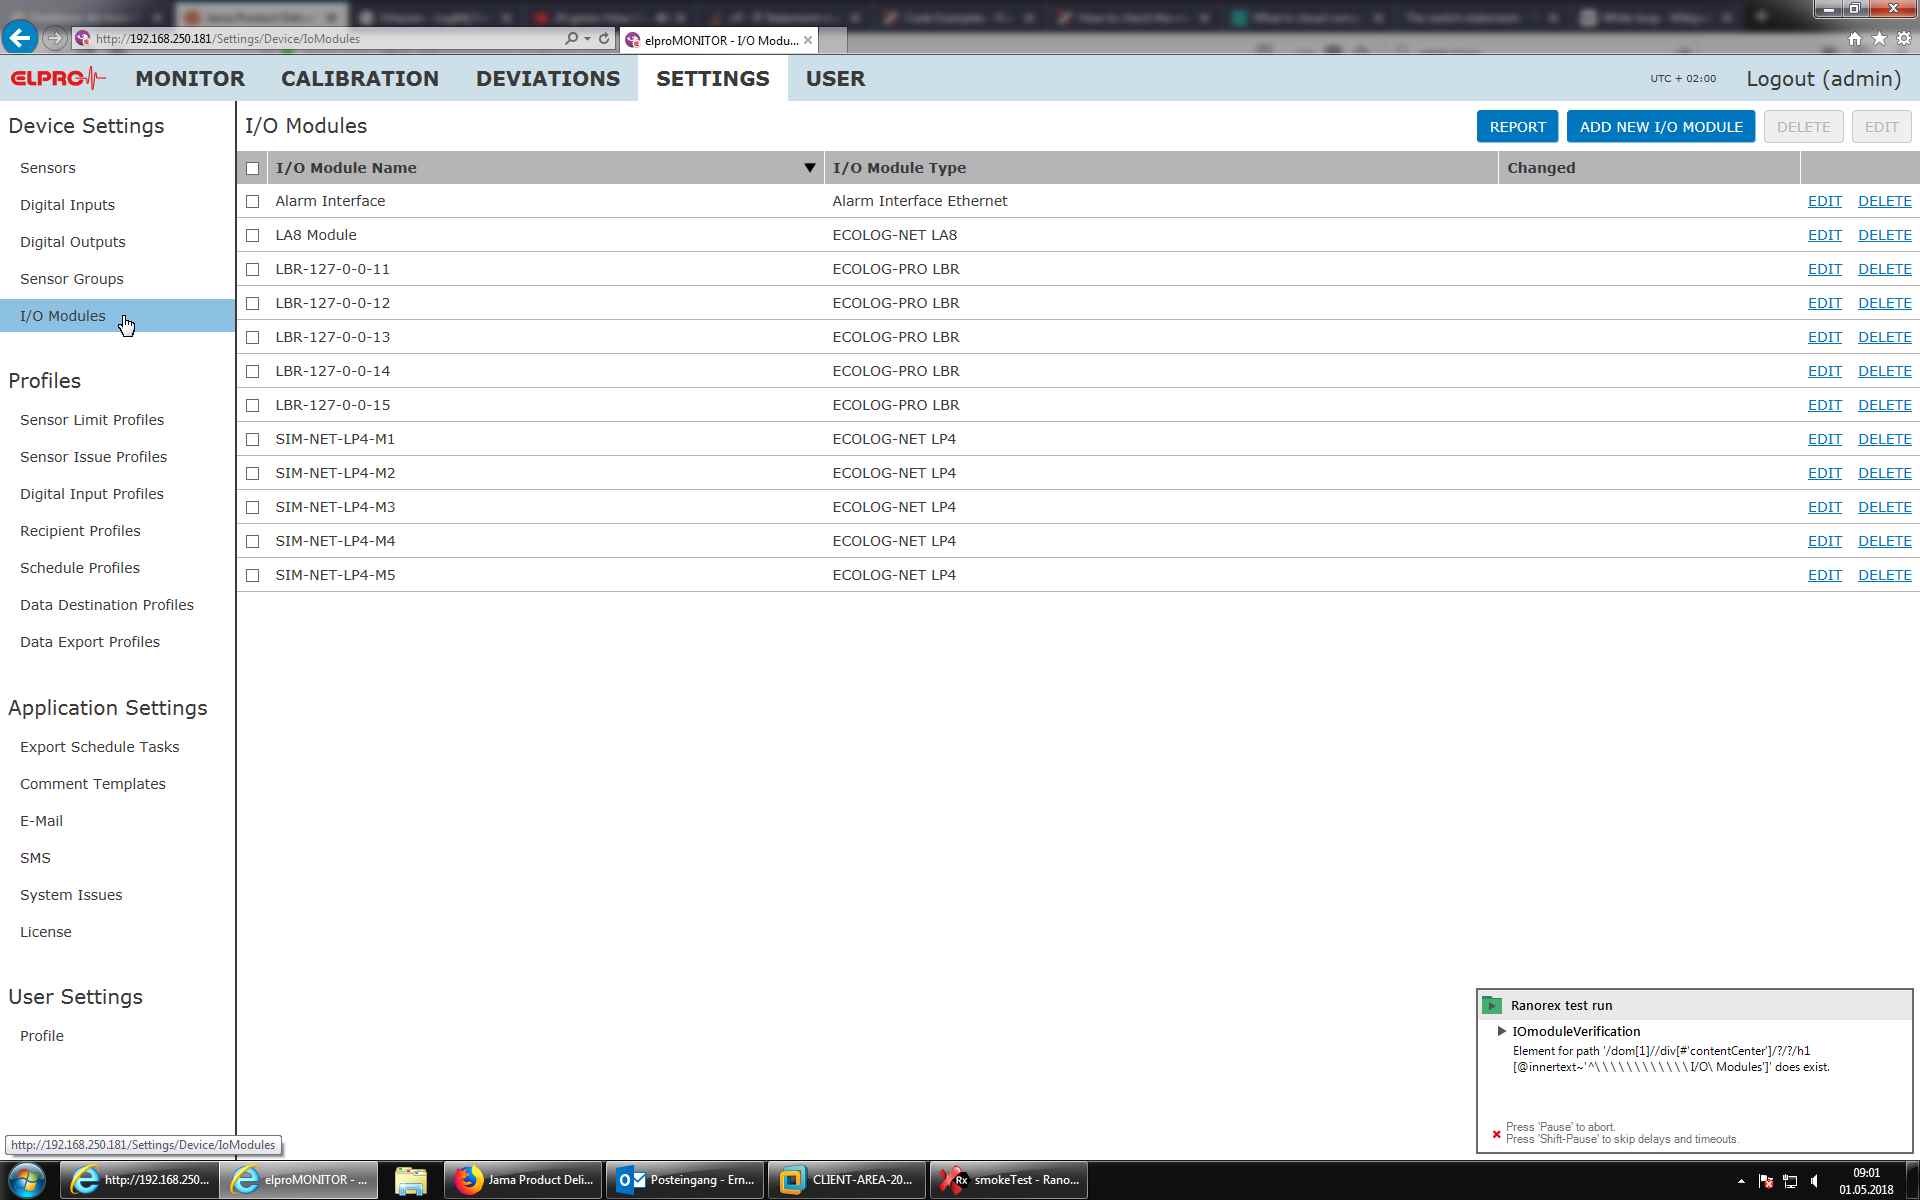 http://192.168.250.181/Settings/Device/IoModules
elproMONITOR - I/O Modu...
ELPRO
MONITOR
CALIBRATION
DEVIATIONS
SETTINGS
USER
UTC + 02:00
Logout (admin)
Device Settings
Sensors
Digital Inputs
Digital Outputs
Sensor Groups
I/O Modules
Profiles
Sensor Limit Profiles
Sensor Issue Profiles
Digital Input Profiles
Recipient Profiles
Schedule Profiles
Data Destination Profiles
Data Export Profiles
Application Settings
Export Schedule Tasks
Comment Templates
E-Mail
SMS
System Issues
License
User Settings
Profile
I/O Modules
REPORT
ADD NEW I/O MODULE
DELETE
EDIT
I/O Module Name ▼ I/O Module Type Changed
Alarm Interface Alarm Interface Ethernet EDIT DELETE
LA8 Module ECOLOG-NET LA8 EDIT DELETE
LBR-127-0-0-11 ECOLOG-PRO LBR EDIT DELETE
LBR-127-0-0-12 ECOLOG-PRO LBR EDIT DELETE
LBR-127-0-0-13 ECOLOG-PRO LBR EDIT DELETE
LBR-127-0-0-14 ECOLOG-PRO LBR EDIT DELETE
LBR-127-0-0-15 ECOLOG-PRO LBR EDIT DELETE
SIM-NET-LP4-M1 ECOLOG-NET LP4 EDIT DELETE
SIM-NET-LP4-M2 ECOLOG-NET LP4 EDIT DELETE
SIM-NET-LP4-M3 ECOLOG-NET LP4 EDIT DELETE
SIM-NET-LP4-M4 ECOLOG-NET LP4 EDIT DELETE
SIM-NET-LP4-M5 ECOLOG-NET LP4 EDIT DELETE
Ranorex test run
IOmoduleVerification
Element for path '/dom[1]//div[#'contentCenter']/?/?/h1
[@innertext~'^\ \ \ \ \ \ \ \ \ \ \ \ I/O\ Modules']' does exist.
Press 'Pause' to abort.
Press 'Shift-Pause' to skip delays and timeouts.
http://192.168.250.181/Settings/Device/IoModules
http://192.168.250...
elproMONITOR - ...
Jama Product Deli...
Posteingang - Ern...
CLIENT-AREA-20...
Rx
smokeTest - Rano...
09:01
01.05.2018